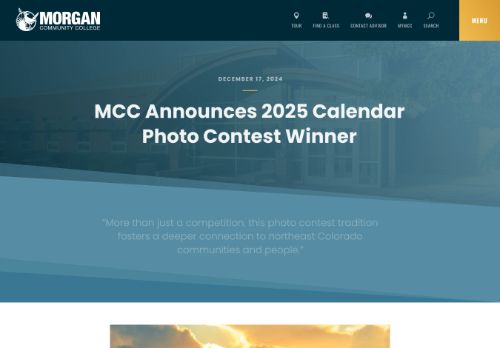 MORGAN
COMMUNITY COLLEGE
TOUR
FIND A CLASS
CONTACT ADVISOR
MYMCC
SEARCH
MENU
DECEMBER 17, 2024
MCC Announces 2025 Calendar
Photo Contest Winner
"More than just a competition, this photo contest tradition
fosters a deeper connection to northeast Colorado
communities and people."